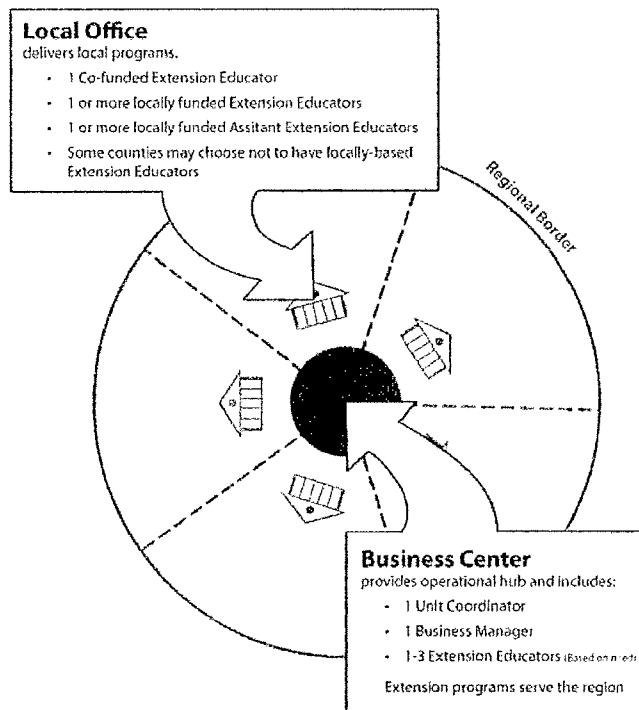 Local Office
delivers local programs.
• 1 Co-funded Extension Educator
• 1 or more locally funded Extension Educators
• 1 or more locally funded Assitant Extension Educators
• Some counties may choose not to have locally-based
Extension Educators
Regional Border
Business Center
provides operational hub and includes:
• 1 Unit Coordinator
• 1 Business Manager
• 1-3 Extension Educators (Based on
Extension programs serve the region